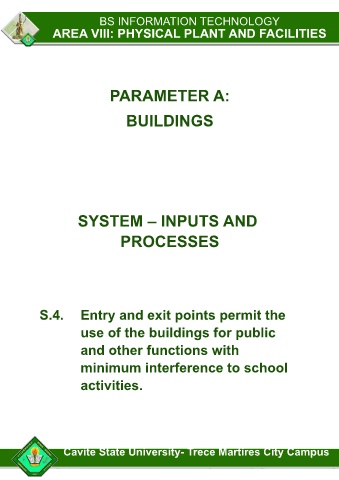 BS INFORMATION TECHNOLOGY
AREA VIII: PHYSICAL PLANT AND FACILITIES
PARAMETER A:
BUILDINGS
SYSTEM – INPUTS AND
PROCESSES
S.4. Entry and exit points permit the
use of the buildings for public
and other functions with
minimum interference to school
activities.
Cavite State University- Trece Martires City Campus